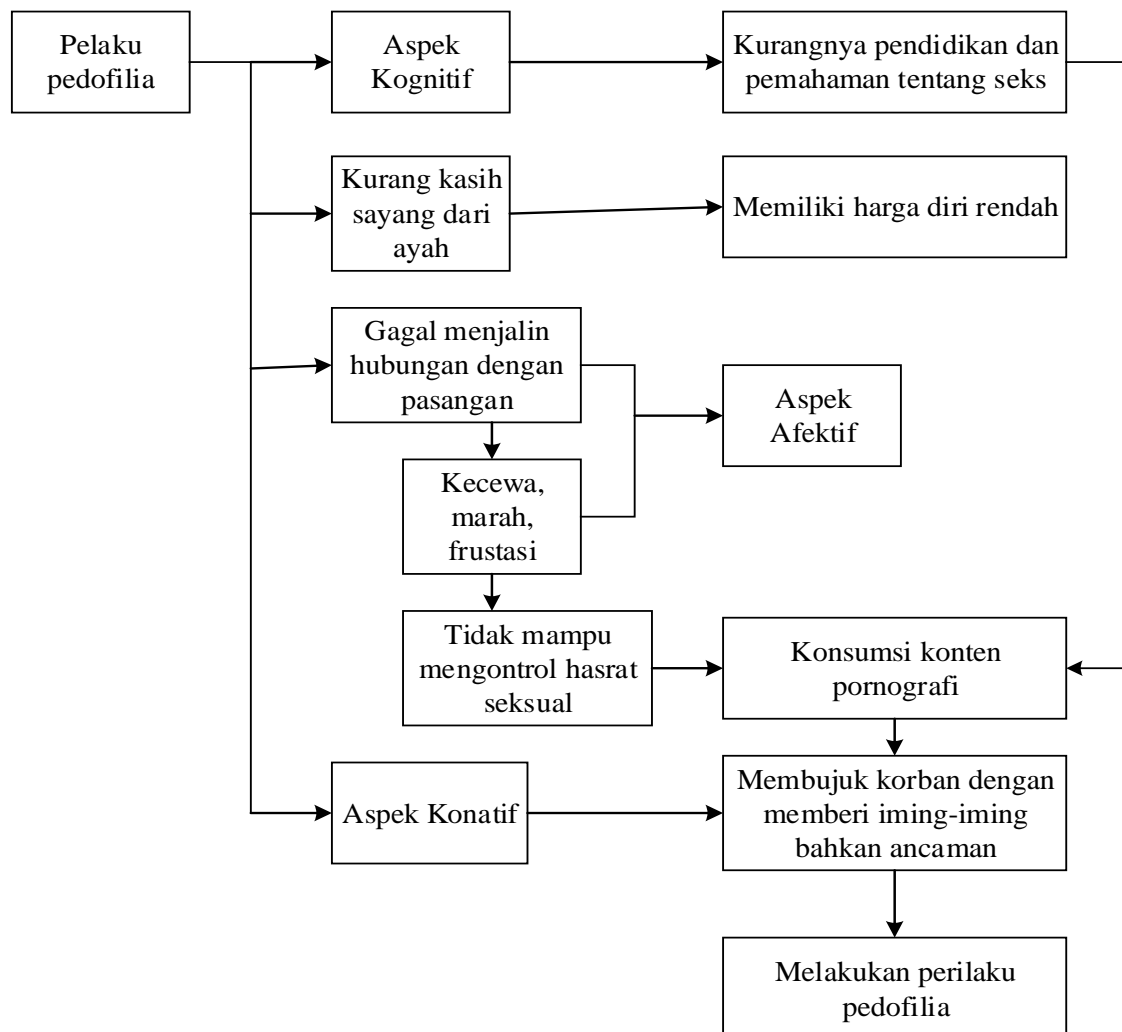 Pelaku
pedofilia
Aspek
Kognitif
Kurangnya pendidikan dan
pemahaman tentang seks
Kurang kasih
sayang dari
ayah
Memiliki harga diri rendah
Gagal menjalin
hubungan dengan
pasangan
Aspek
Afektif
Kecewa,
marah,
frustasi
Tidak mampu
mengontrol hasrat
seksual
Konsumsi konten
pornografi
Aspek Konatif
Membujuk korban dengan
memberi iming-iming
bahkan ancaman
Melakukan perilaku
pedofilia